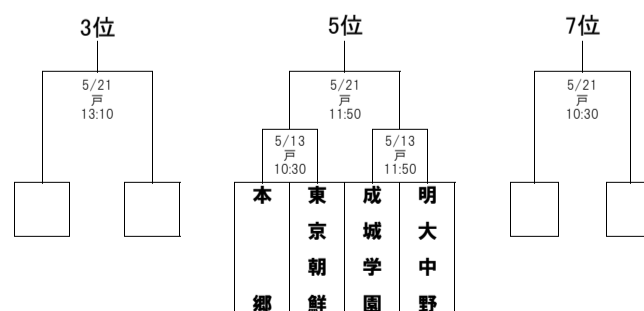 3位
5位
7位
5/21
戸
13:10
5/21
戸
11:50
5/21
戸
10:30
5/13
戸
10:30
5/13
戸
11:50
本郷
東京朝鮮
成城学園
明大中野